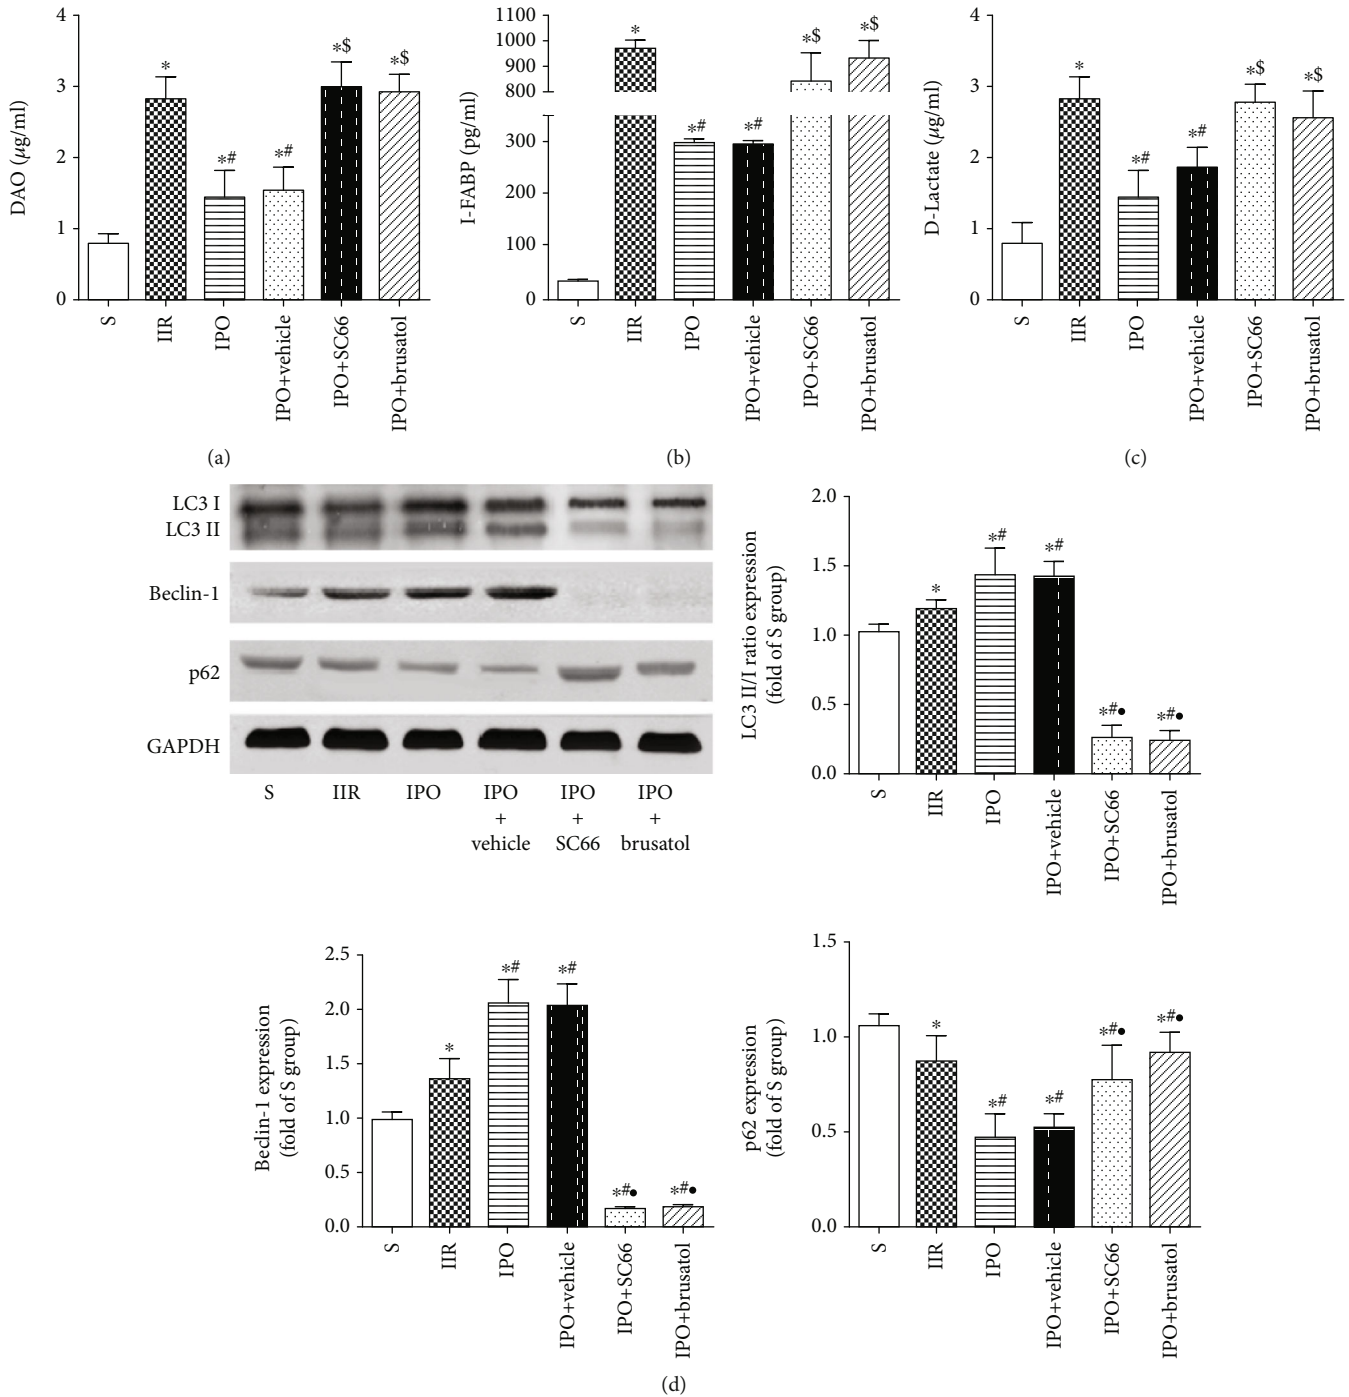 4
3
2
1
0
DAO (μg/ml)
*
*#
*#
*$
*$
S
IIR
IPO
IPO+vehicle
IPO+SC66
IPO+brusatol
(a)
1100
1000
900
800
300
200
100
0
I-FABP (pg/ml)
*
*#
*#
*$
*$
S
IIR
IPO
IPO+vehicle
IPO+SC66
IPO+brusatol
(b)
4
3
2
1
0
D-Lactate (μg/ml)
*
*#
*#
*$
*$
S
IIR
IPO
IPO+vehicle
IPO+SC66
IPO+brusatol
(c)
LC3 I
LC3 II
Beclin-1
p62
GAPDH
S IIR IPO IPO IPO IPO
+ + +
vehicle SC66 brusatol
2.0
1.5
1.0
0.5
0.0
LC3 II/I ratio expression
(fold of S group)
*
*#
*#
*#•
*#•
S
IIR
IPO
IPO+vehicle
IPO+SC66
IPO+brusatol
2.5
2.0
1.5
1.0
0.5
0.0
Beclin-1 expression
(fold of S group)
*
*#
*#
*#•
*#•
S
IIR
IPO
IPO+vehicle
IPO+SC66
IPO+brusatol
1.5
1.0
0.5
0.0
p62 expression
(fold of S group)
*
*#
*#
*#•
*#•
S
IIR
IPO
IPO+vehicle
IPO+SC66
IPO+brusatol
(d)